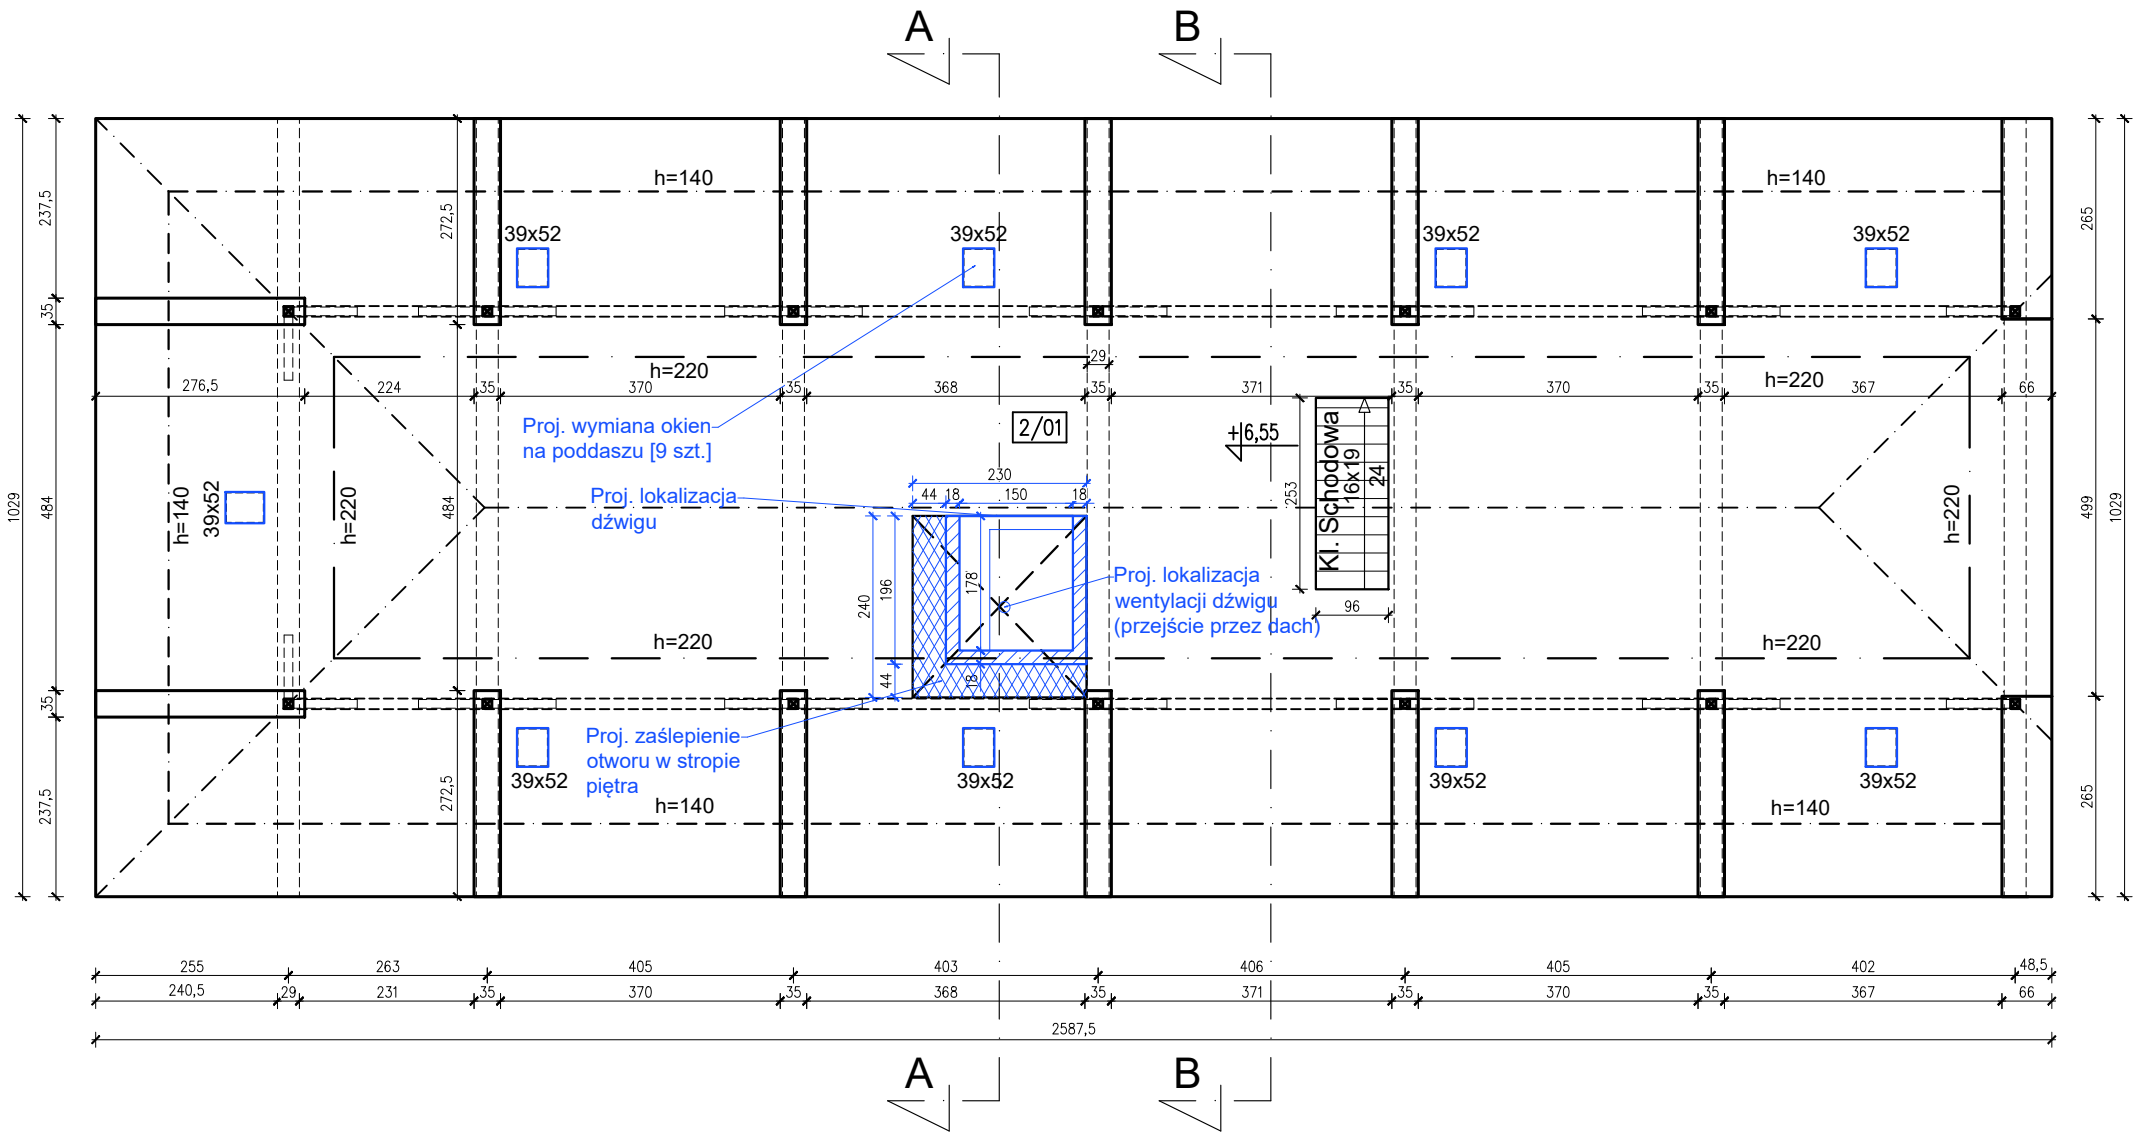 A
B
h=140
h=140
39x52
39x52
39x52
39x52
1029
237,5
35
484
35
237,5
272,5
484
272,5
265
499
265
1029
h=220
29
h=220
276,5
224
35
370
35
368
35
371
35
370
35
367
66
Proj. wymiana okien
na poddaszu [9 szt.]
2/01
+6,55
Kl. Schodowa
16x19
24
253
96
230
44
18
150
18
Proj. lokalizacja
dźwigu
h=140
39x52
h=220
h=220
240
196
44
178
18
Proj. lokalizacja
wentylacji dźwigu
(przejście przez dach)
h=220
h=220
Proj. zaślepienie
otworu w stropie
piętra
39x52
39x52
39x52
39x52
h=140
h=140
255
263
405
403
406
405
402
48,5
240,5
29
231
35
370
35
368
35
371
35
370
35
367
66
2587,5
A
B